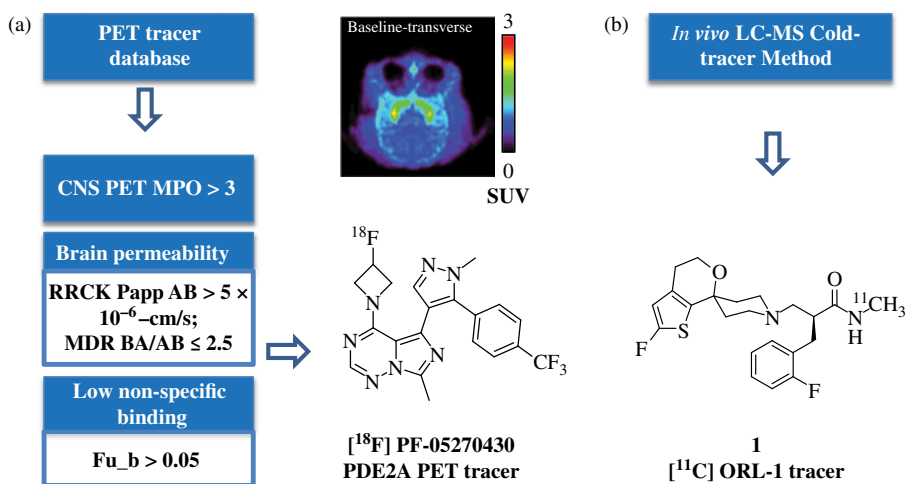 (a)
PET tracer
database
CNS PET MPO > 3
Brain permeability
RRCK Papp AB > 5 ×
10⁻⁶–cm/s;
MDR BA/AB ≤ 2.5
Low non-specific
binding
Fu_b > 0.05
Baseline-transverse
3
0
SUV
¹⁸F
N
N
N
N
N
N
N
N
N
CF₃
[¹⁸F] PF-05270430
PDE2A PET tracer
(b)
In vivo LC-MS Cold-
tracer Method
O
O
¹¹CH₃
N
N
H
S
F
F
1
[¹¹C] ORL-1 tracer